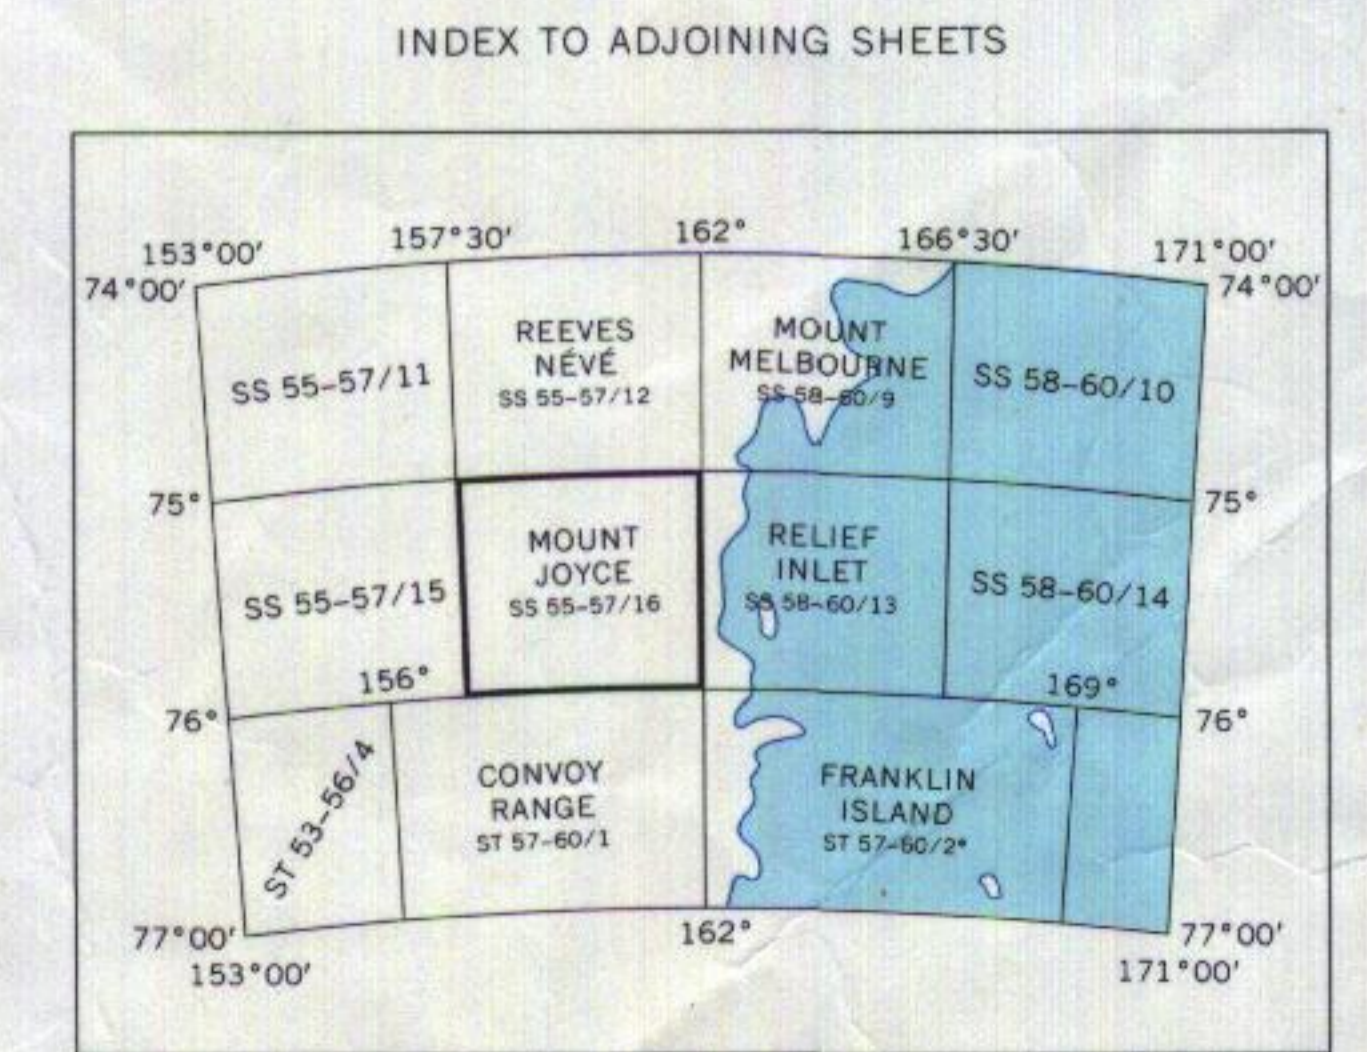 INDEX TO ADJOINING SHEETS
153°00′
157°30′
162°
166°30′
171°00′
74°00′
74°00′
SS 55–57/11
REEVES
NÉVÉ
SS 55–57/12
MOUNT
MELBOURNE
SS 58–60/9
SS 58–60/10
75°
75°
SS 55–57/15
MOUNT
JOYCE
SS 55–57/16
RELIEF
INLET
SS 58–60/13
SS 58–60/14
156°
169°
76°
76°
ST 53–56/4
CONVOY
RANGE
ST 57–60/1
FRANKLIN
ISLAND
ST 57–60/2*
77°00′
162°
77°00′
153°00′
171°00′